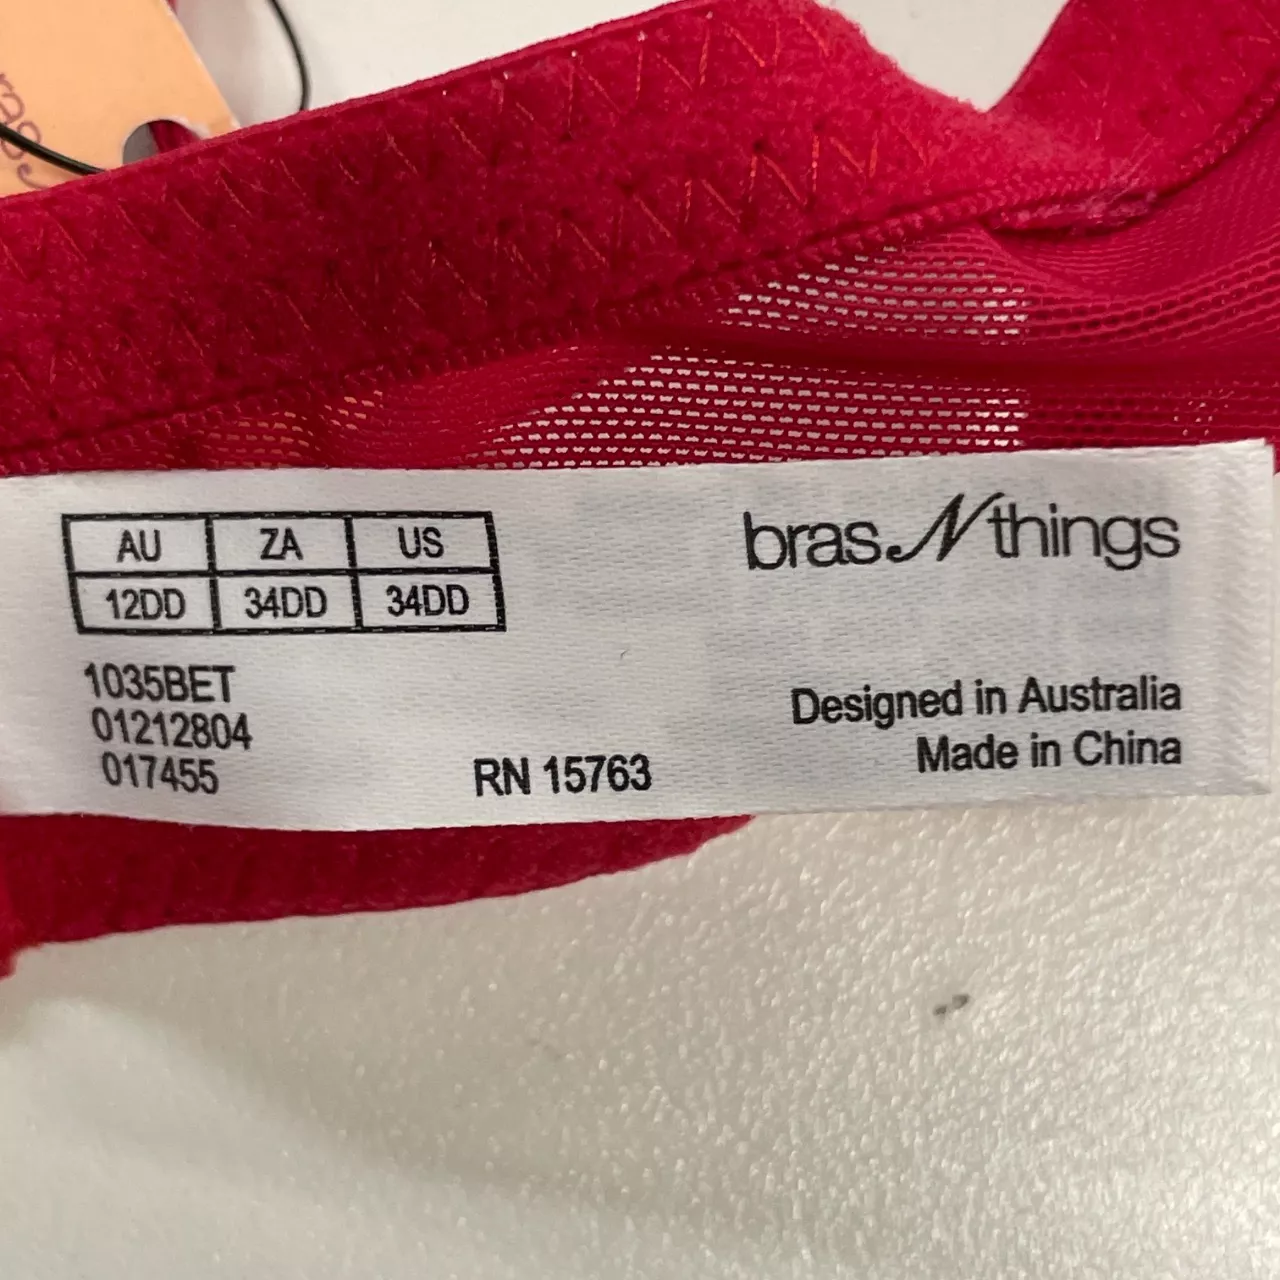 AU ZA US
12DD 34DD 34DD
1035BET
01212804
017455
RN 15763
bras N things
Designed in Australia
Made in China